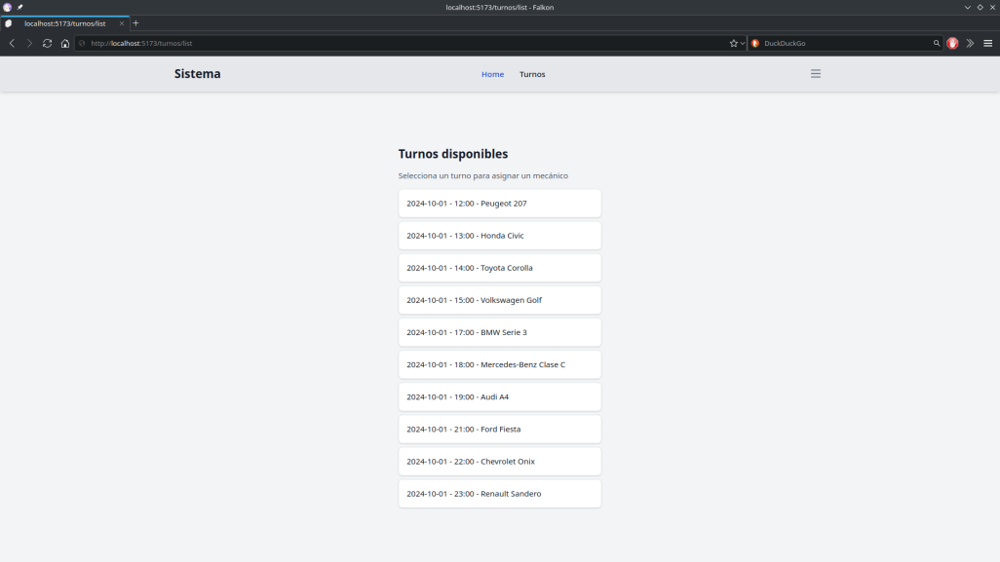 localhost:5173/turnos/list - Falkon
localhost:5173/turnos/list
http://localhost:5173/turnos/list
DuckDuckGo
Sistema
Home
Turnos
Turnos disponibles
Selecciona un turno para asignar un mecánico
2024-10-01 - 12:00 - Peugeot 207
2024-10-01 - 13:00 - Honda Civic
2024-10-01 - 14:00 - Toyota Corolla
2024-10-01 - 15:00 - Volkswagen Golf
2024-10-01 - 17:00 - BMW Serie 3
2024-10-01 - 18:00 - Mercedes-Benz Clase C
2024-10-01 - 19:00 - Audi A4
2024-10-01 - 21:00 - Ford Fiesta
2024-10-01 - 22:00 - Chevrolet Onix
2024-10-01 - 23:00 - Renault Sandero